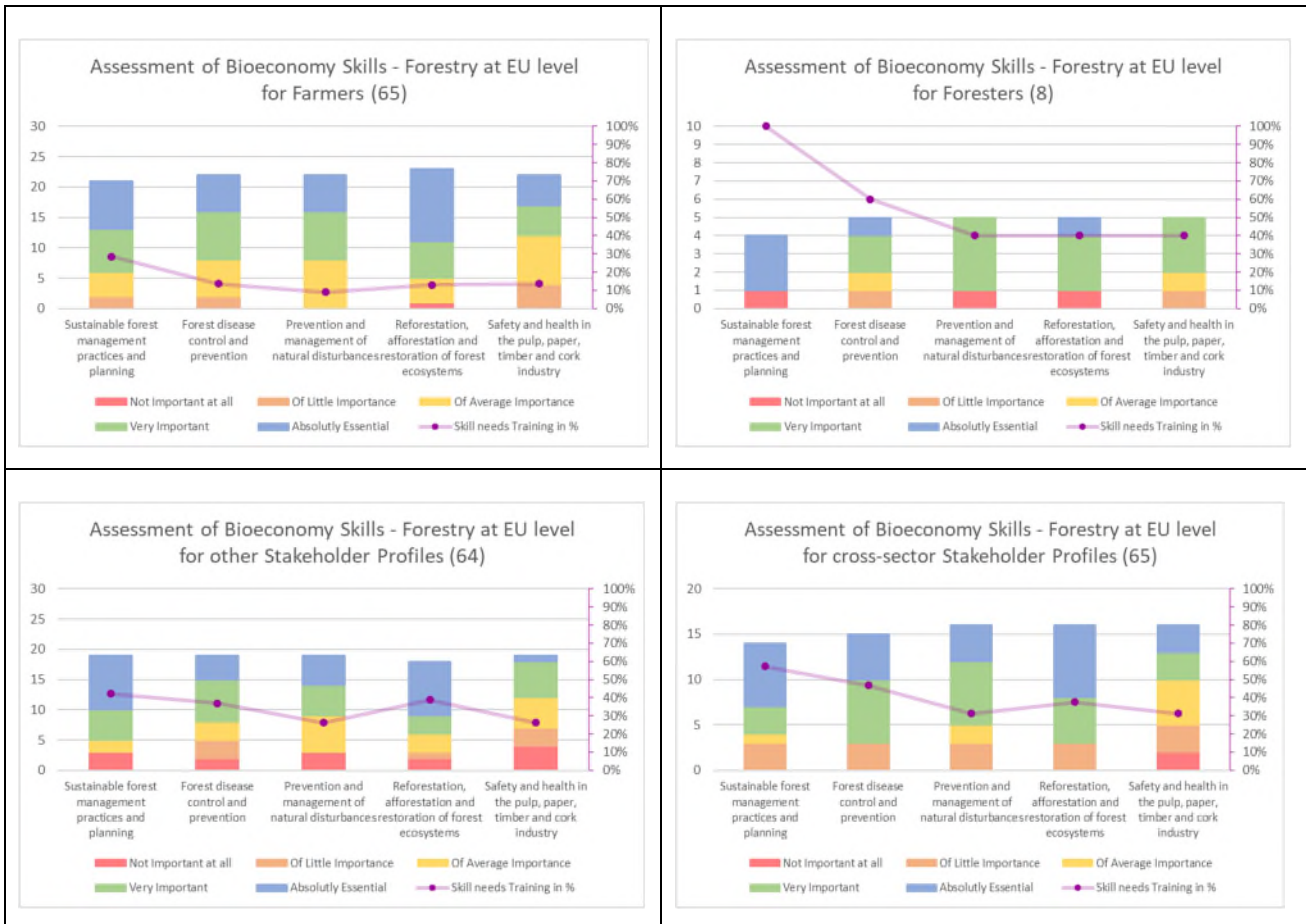 Assessment of Bioeconomy Skills - Forestry at EU level
for Farmers (65)
30
25
20
15
10
5
0
100%
90%
80%
70%
60%
50%
40%
30%
20%
10%
0%
Sustainable forest
management
practices and
planning
Forest disease
control and
prevention
Prevention and
management of
natural disturbances
Reforestation,
afforestation and
restoration of forest
ecosystems
Safety and health in
the pulp, paper,
timber and cork
industry
Not Important at all
Of Little Importance
Of Average Importance
Very Important
Absolutly Essential
Skill needs Training in %
Assessment of Bioeconomy Skills - Forestry at EU level
for Foresters (8)
10
9
8
7
6
5
4
3
2
1
0
100%
90%
80%
70%
60%
50%
40%
30%
20%
10%
0%
Sustainable forest
management
practices and
planning
Forest disease
control and
prevention
Prevention and
management of
natural disturbances
Reforestation,
afforestation and
restoration of forest
ecosystems
Safety and health in
the pulp, paper,
timber and cork
industry
Not Important at all
Of Little Importance
Of Average Importance
Very Important
Absolutly Essential
Skill needs Training in %
Assessment of Bioeconomy Skills - Forestry at EU level
for other Stakeholder Profiles (64)
30
25
20
15
10
5
0
100%
90%
80%
70%
60%
50%
40%
30%
20%
10%
0%
Sustainable forest
management
practices and
planning
Forest disease
control and
prevention
Prevention and
management of
natural disturbances
Reforestation,
afforestation and
restoration of forest
ecosystems
Safety and health in
the pulp, paper,
timber and cork
industry
Not Important at all
Of Little Importance
Of Average Importance
Very Important
Absolutly Essential
Skill needs Training in %
Assessment of Bioeconomy Skills - Forestry at EU level
for cross-sector Stakeholder Profiles (65)
20
15
10
5
0
100%
90%
80%
70%
60%
50%
40%
30%
20%
10%
0%
Sustainable forest
management
practices and
planning
Forest disease
control and
prevention
Prevention and
management of
natural disturbances
Reforestation,
afforestation and
restoration of forest
ecosystems
Safety and health in
the pulp, paper,
timber and cork
industry
Not Important at all
Of Little Importance
Of Average Importance
Very Important
Absolutly Essential
Skill needs Training in %